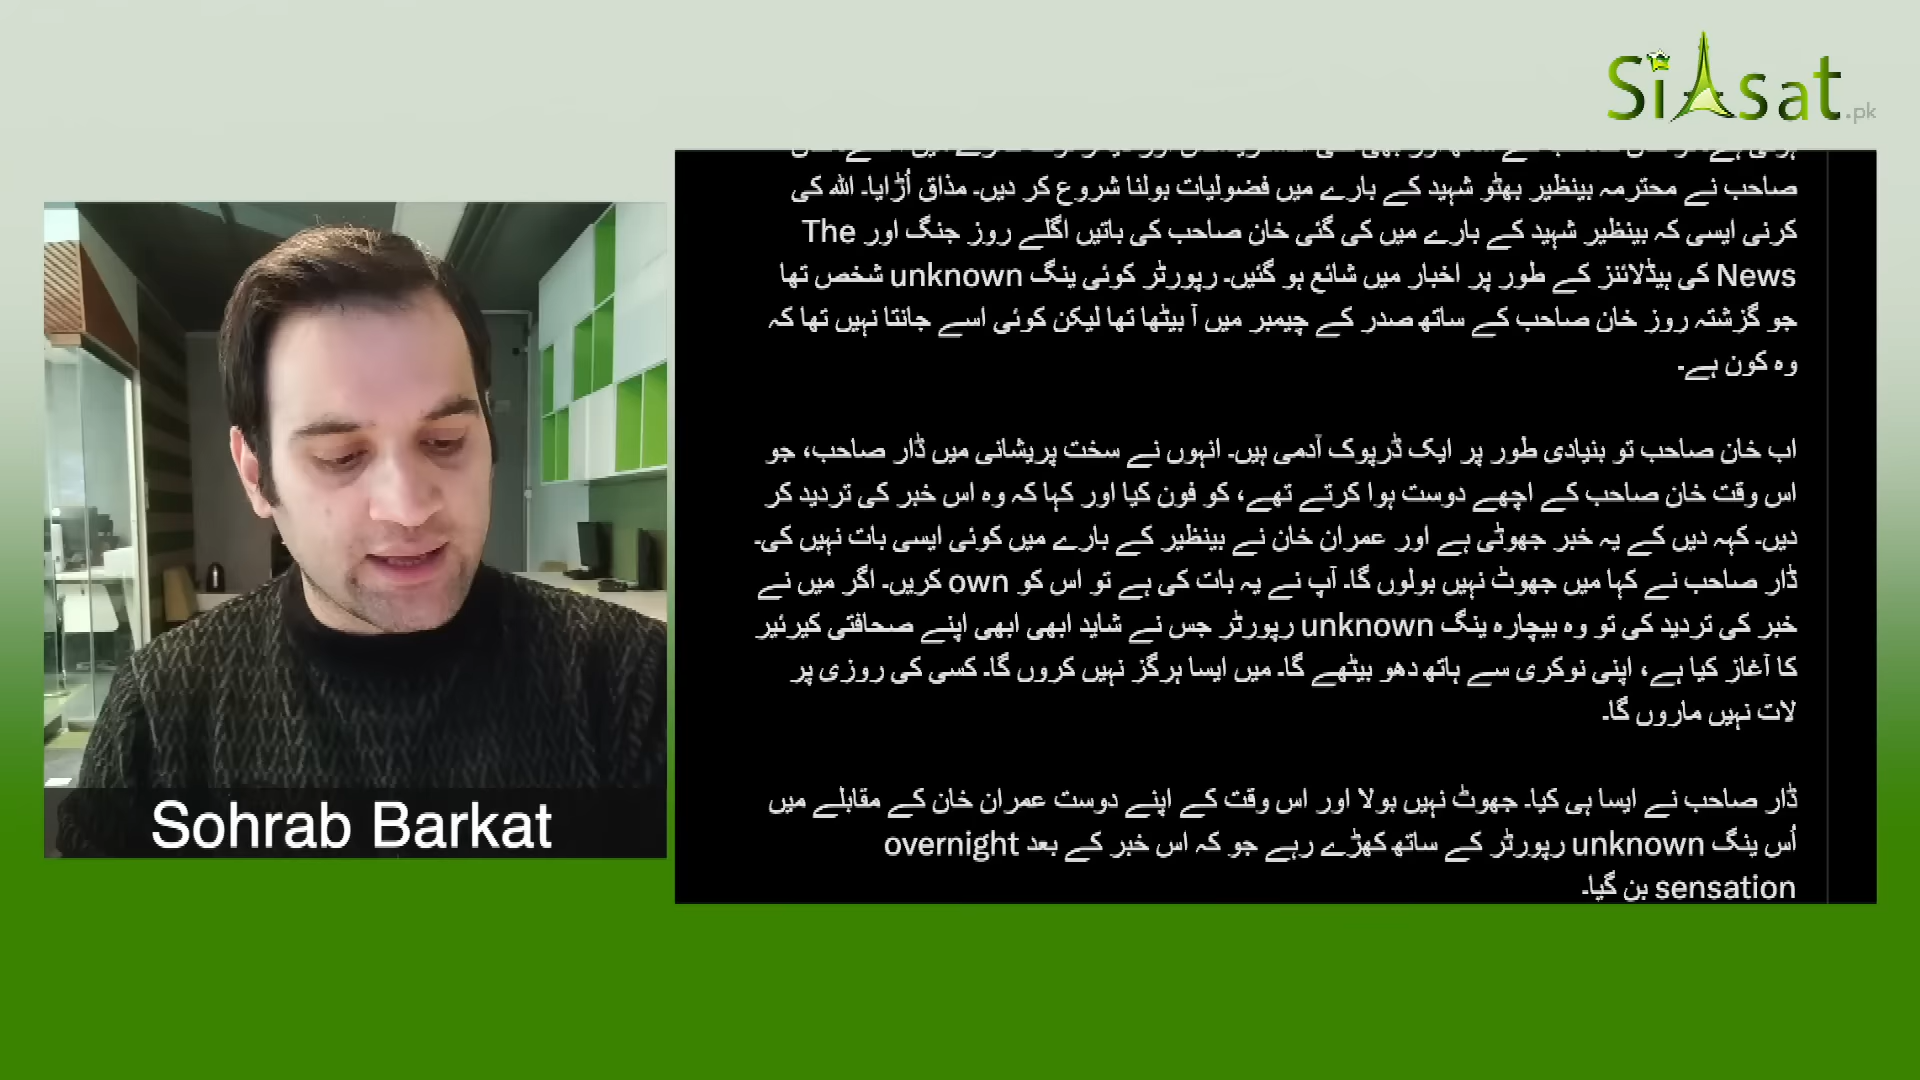 SiAsat.pk
صاحب نے محترمہ بینظیر بھٹو شہید کے بارے میں فضولیات بولنا شروع کر دیں۔ مذاق اُڑایا۔ اللہ کی
کرنی ایسی کہ بینظیر شہید کے بارے میں کی گئی خان صاحب کی باتیں اگلے روز جنگ اور The
News کی ہیڈلائنز کے طور پر اخبار میں شائع ہو گئیں۔ رپورٹر کوئی ینگ unknown شخص تھا
جو گزشتہ روز خان صاحب کے ساتھ صدر کے چیمبر میں آ بیٹھا تھا لیکن کوئی اسے جانتا نہیں تھا کہ
وہ کون ہے۔
اب خان صاحب تو بنیادی طور پر ایک ڈرپوک آدمی ہیں۔ انہوں نے سخت پریشانی میں ڈار صاحب، جو
اس وقت خان صاحب کے اچھے دوست ہوا کرتے تھے، کو فون کیا اور کہا کہ وہ اس خبر کی تردید کر
دیں۔ کہہ دیں کے یہ خبر جھوٹی ہے اور عمران خان نے بینظیر کے بارے میں کوئی ایسی بات نہیں کی۔
ڈار صاحب نے کہا میں جھوٹ نہیں بولوں گا۔ آپ نے یہ بات کی ہے تو اس کو own کریں۔ اگر میں نے
خبر کی تردید کی تو وہ بیچارہ ینگ unknown رپورٹر جس نے شاید ابھی ابھی اپنے صحافتی کیرئیر
کا آغاز کیا ہے، اپنی نوکری سے ہاتھ دھو بیٹھے گا۔ میں ایسا ہرگز نہیں کروں گا۔ کسی کی روزی پر
لات نہیں ماروں گا۔
ڈار صاحب نے ایسا ہی کیا۔ جھوٹ نہیں بولا اور اس وقت کے اپنے دوست عمران خان کے مقابلے میں
اُس ینگ unknown رپورٹر کے ساتھ کھڑے رہے جو کہ اس خبر کے بعد overnight
sensation بن گیا۔
Sohrab Barkat